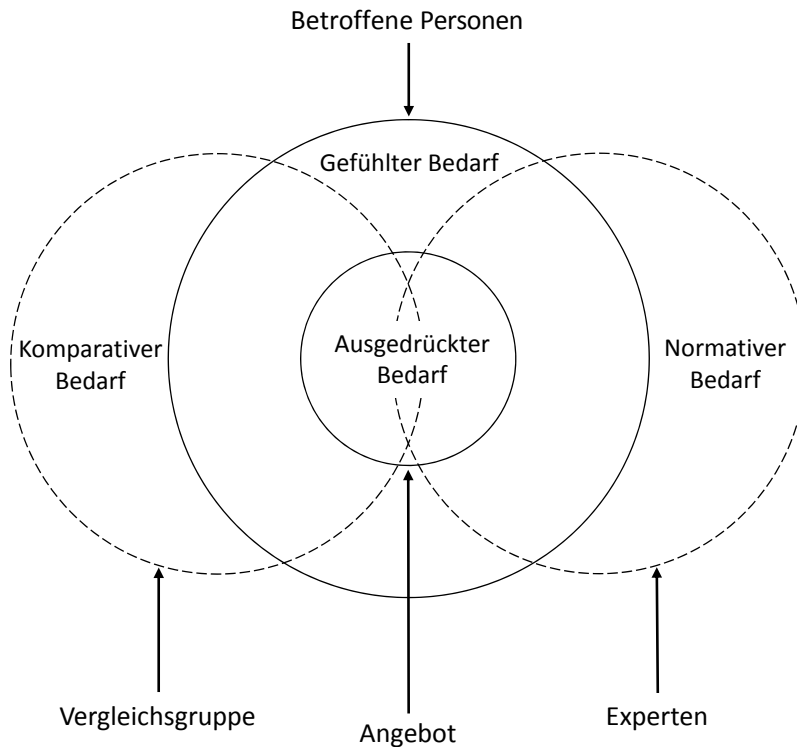 Betroffene Personen
Gefühlter Bedarf
Komparativer
Bedarf
Ausgedrückter
Bedarf
Normativer
Bedarf
Vergleichsgruppe
Angebot
Experten